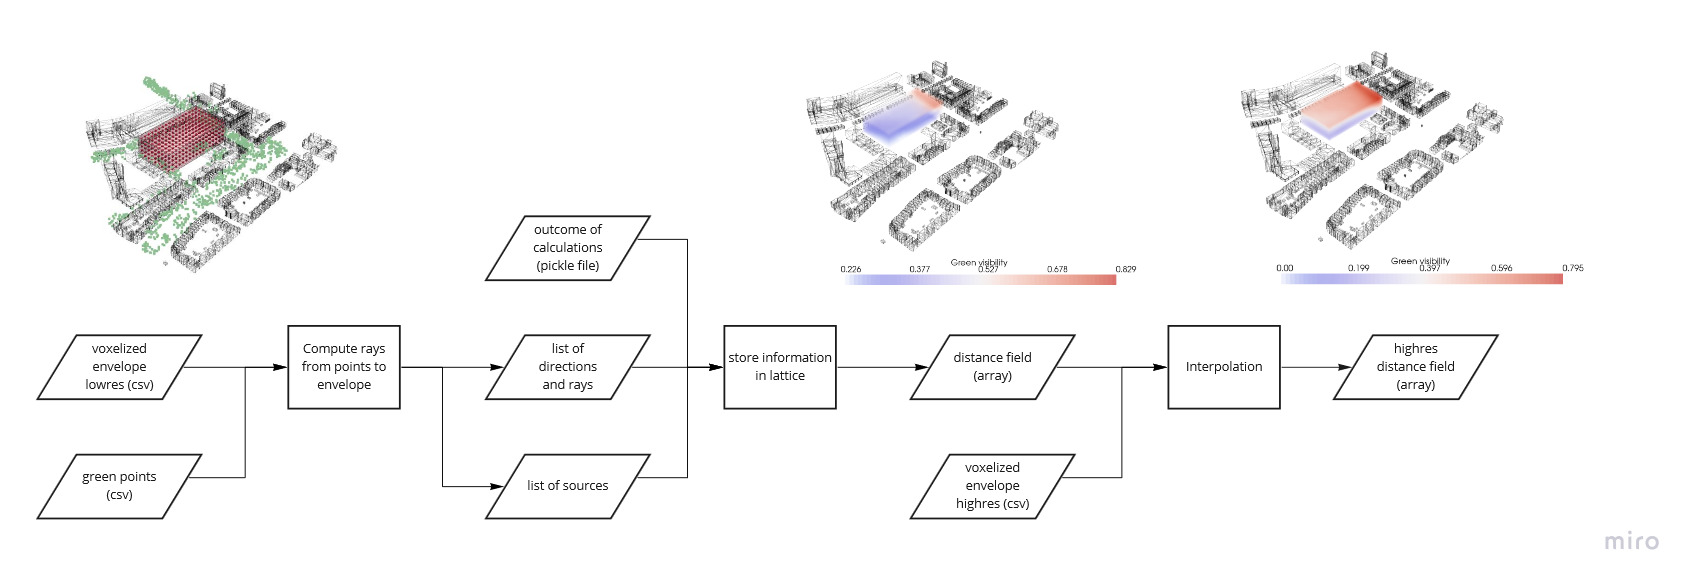 Green visibility
0.226 0.377 0.527 0.678 0.829
Green visibility
0.00 0.199 0.397 0.596 0.795
outcome of
calculations
(pickle file)
voxelized
envelope
lowres (csv)
Compute rays
from points to
envelope
list of
directions
and rays
store information
in lattice
distance field
(array)
Interpolation
highres
distance field
(array)
green points
(csv)
list of sources
voxelized
envelope
highres (csv)
miro